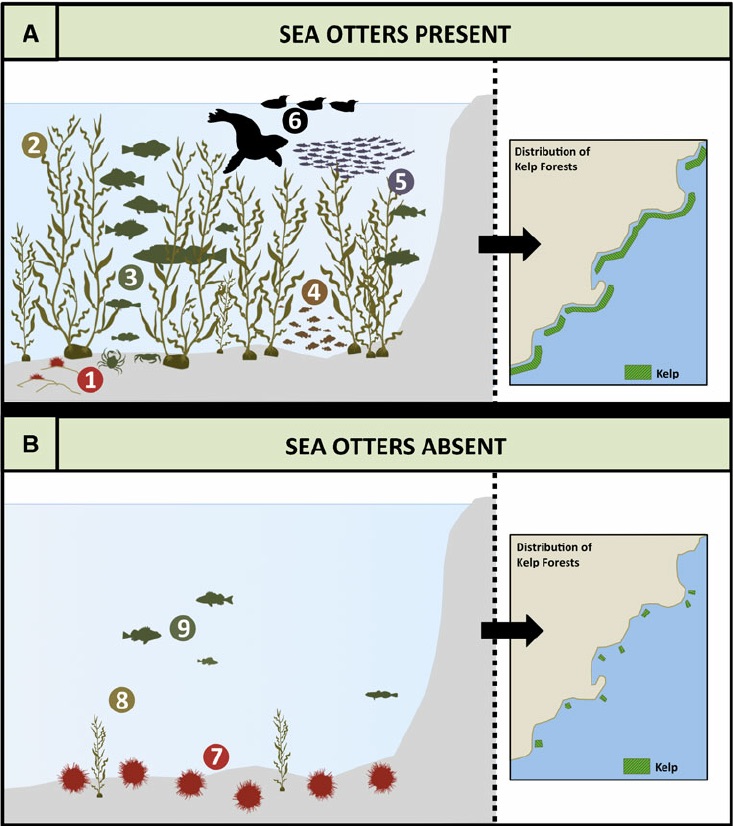 A
SEA OTTERS PRESENT
6
2
Distribution of
Kelp Forests
5
3
4
1
Kelp
B
SEA OTTERS ABSENT
Distribution of
Kelp Forests
9
8
7
Kelp